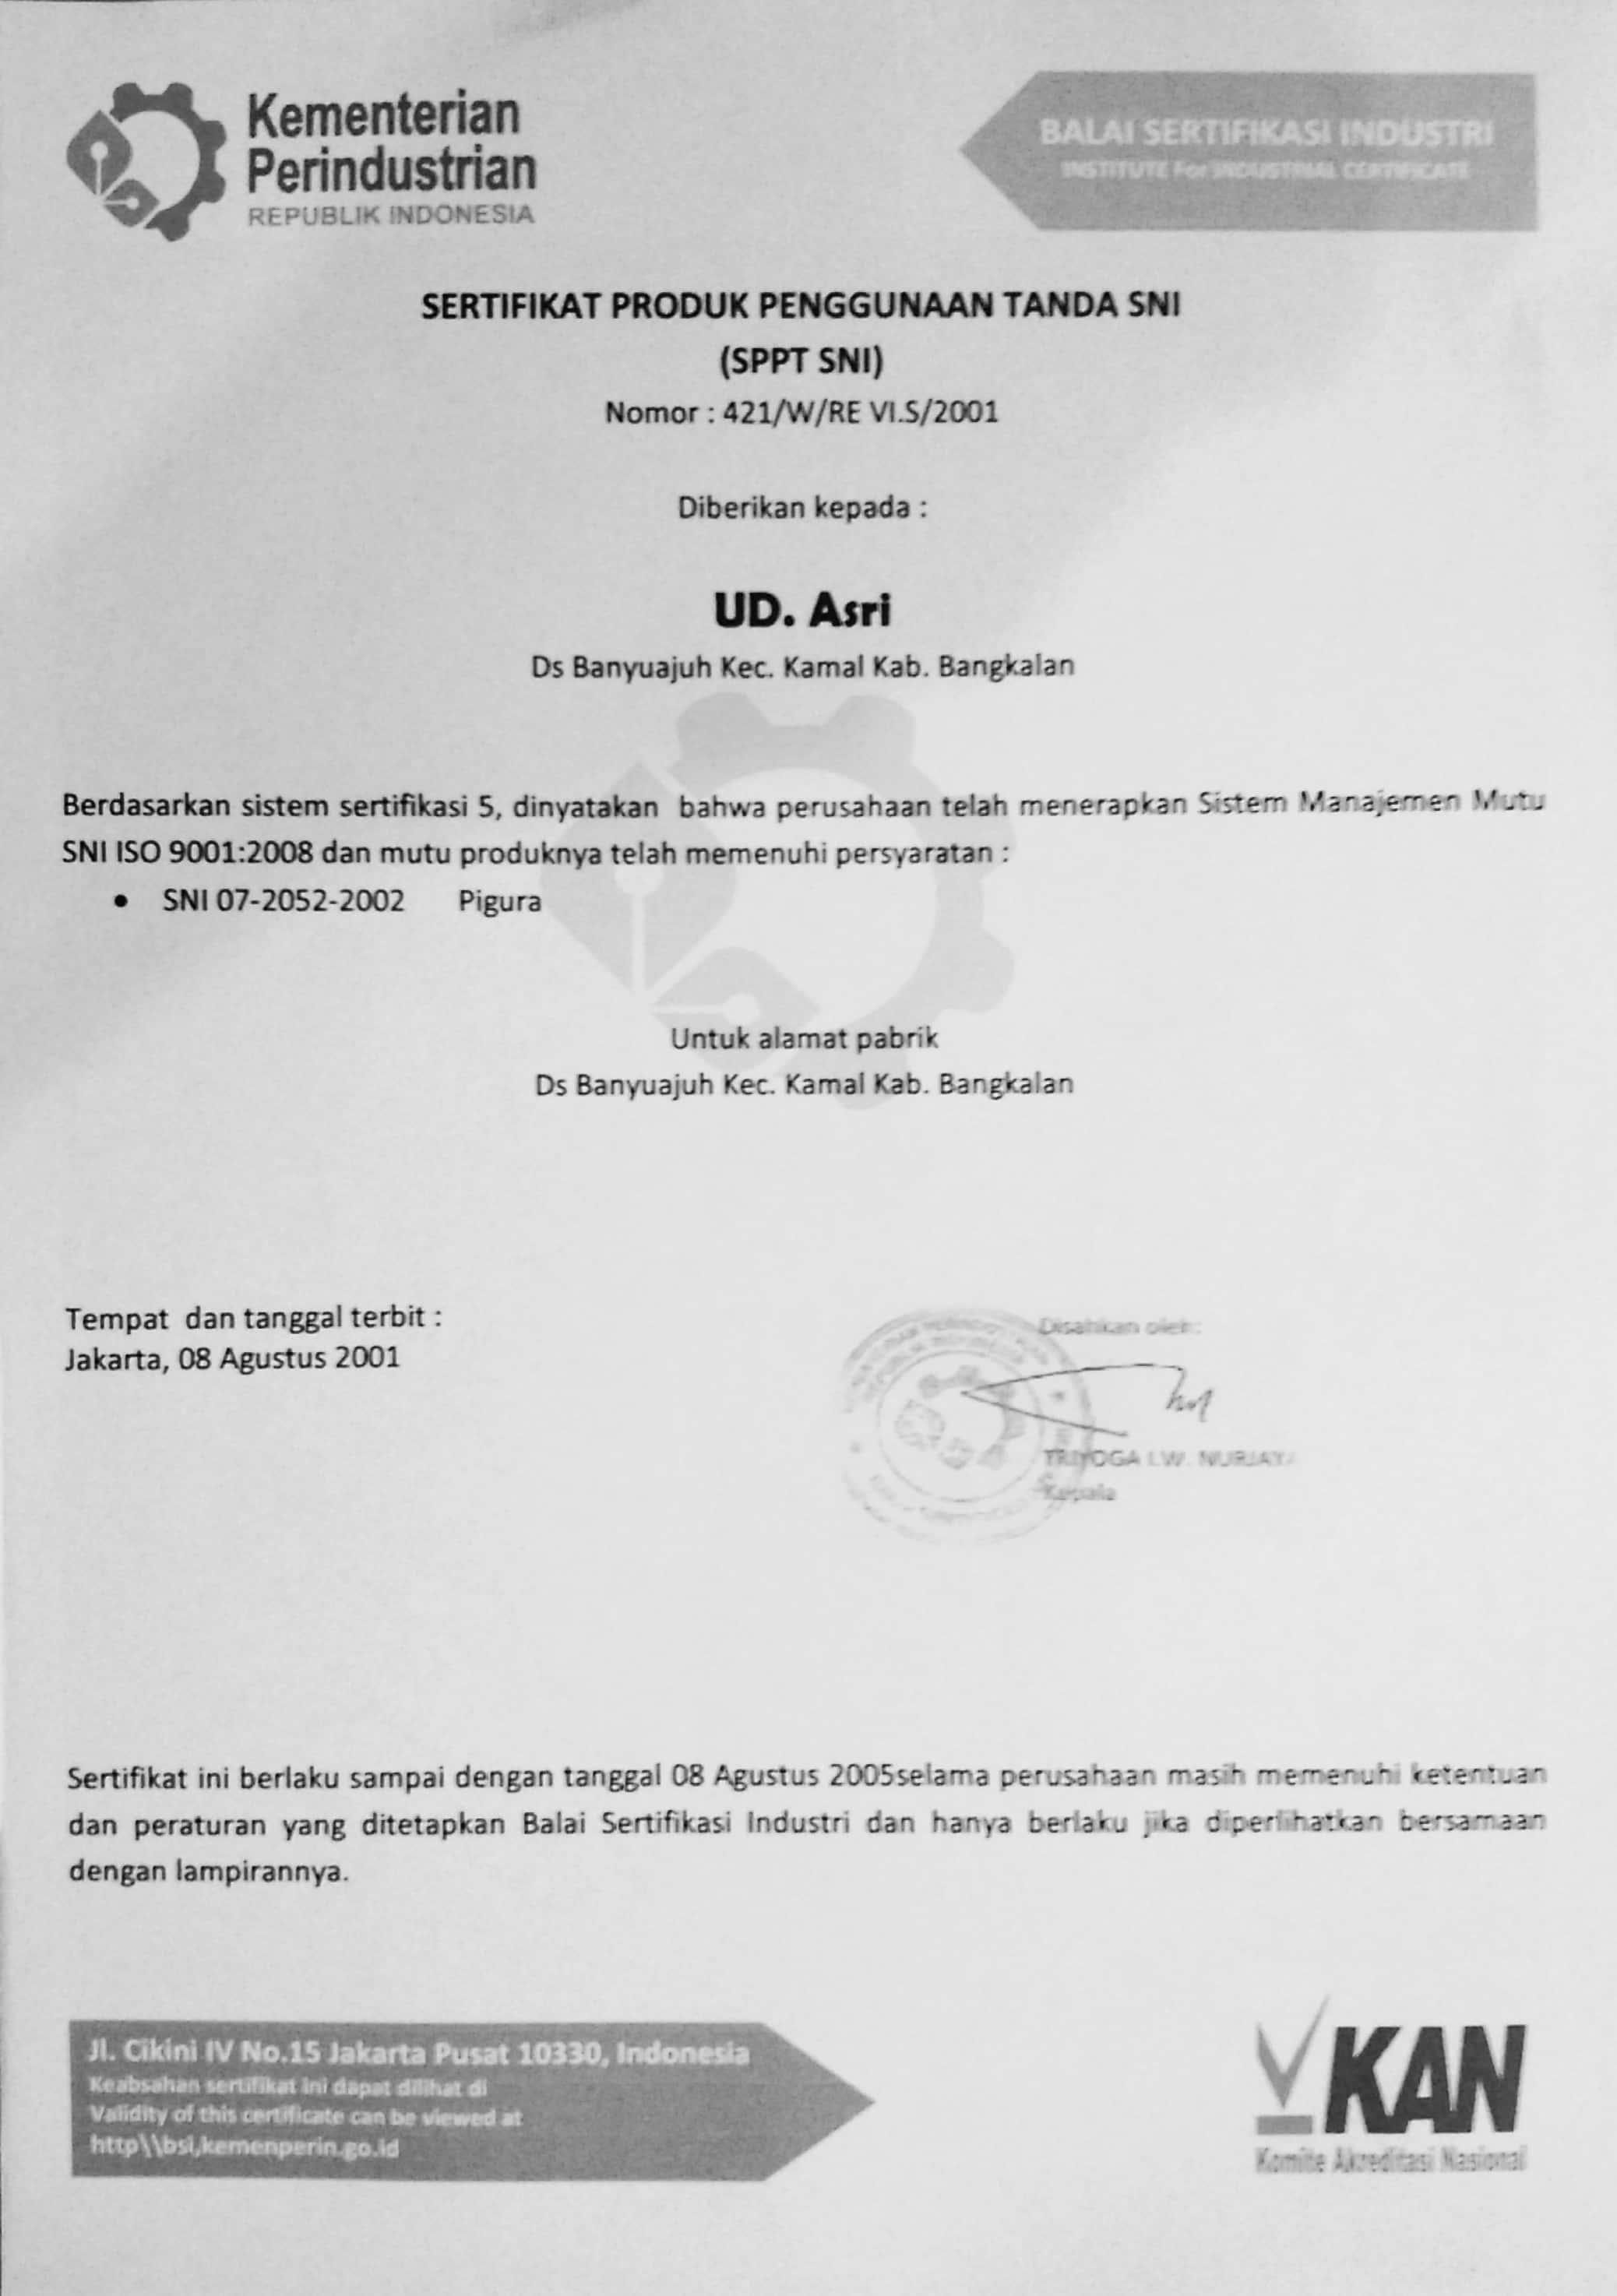 Kementerian
Perindustrian
REPUBLIK INDONESIA
BALAI SERTIFIKASI INDUSTRI
INSTITUTE For INDUSTRIAL CERTIFICATE
SERTIFIKAT PRODUK PENGGUNAAN TANDA SNI
(SPPT SNI)
Nomor : 421/W/RE VI.S/2001
Diberikan kepada :
UD. Asri
Ds Banyuajuh Kec. Kamal Kab. Bangkalan
Berdasarkan sistem sertifikasi 5, dinyatakan bahwa perusahaan telah menerapkan Sistem Manajemen Mutu
SNI ISO 9001:2008 dan mutu produknya telah memenuhi persyaratan :
• SNI 07-2052-2002 Pigura
Untuk alamat pabrik
Ds Banyuajuh Kec. Kamal Kab. Bangkalan
Tempat dan tanggal terbit :
Jakarta, 08 Agustus 2001
Disahkan oleh:
TRIYOGA
Kepala
Sertifikat ini berlaku sampai dengan tanggal 08 Agustus 2005selama perusahaan masih memenuhi ketentuan
dan peraturan yang ditetapkan Balai Sertifikasi Industri dan hanya berlaku jika diperlihatkan bersamaan
dengan lampirannya.
Jl. Cikini IV No.15 Jakarta Pusat 10330, Indonesia
Keabsahan sertifikat ini dapat dilihat di
Validity of this certificate can be viewed at
http\\bsi,kemenperin.go.id
KAN
Komite Akreditasi Nasional